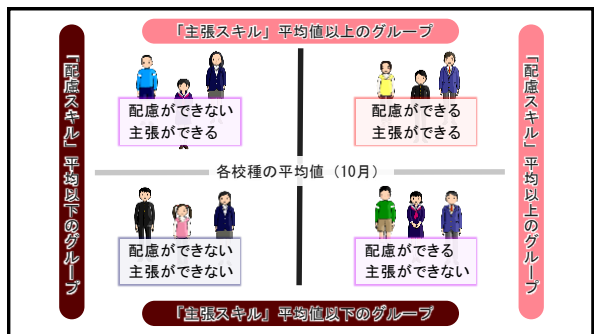 「主張スキル」平均値以上のグループ
「配慮スキル」平均以下のグループ
配慮ができない
主張ができる
配慮ができる
主張ができる
「配慮スキル」平均以上のグループ
各校種の平均値（10月）
配慮ができない
主張ができない
配慮ができる
主張ができない
「主張スキル」平均値以下のグループ